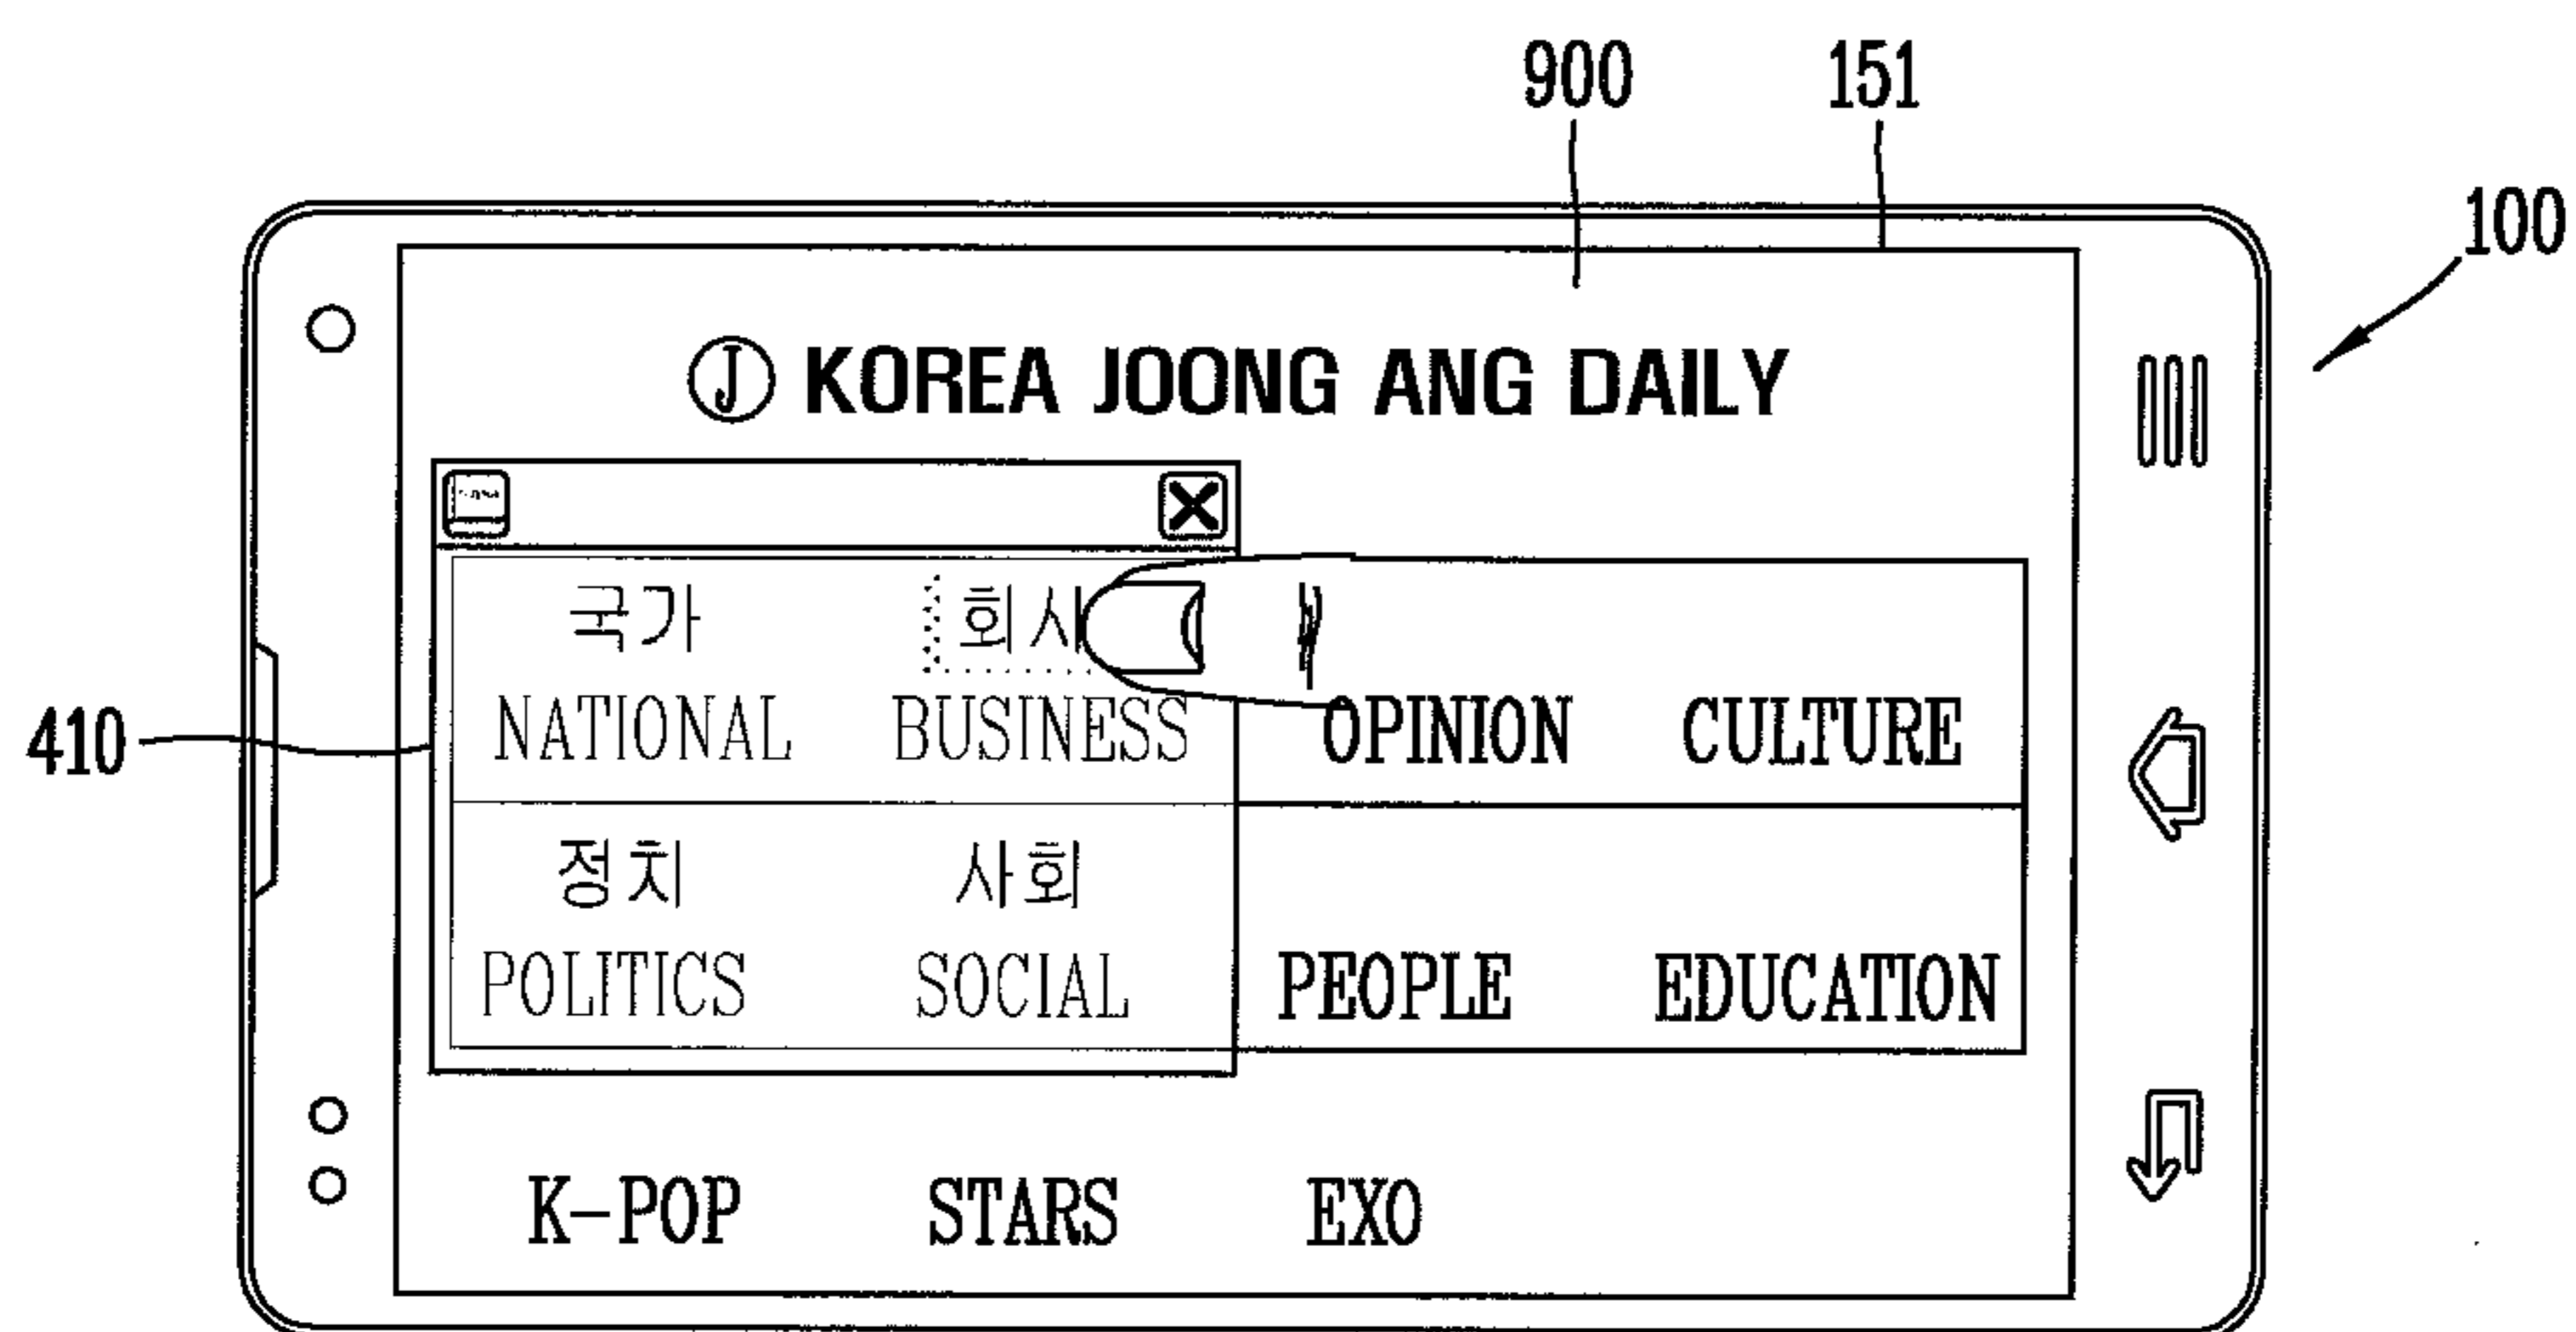 900 151
100
J KOREA JOONG ANG DAILY
국가 회사
410
NATIONAL BUSINESS OPINION CULTURE
정치 사회
POLITICS SOCIAL PEOPLE EDUCATION
K-POP STARS EXO